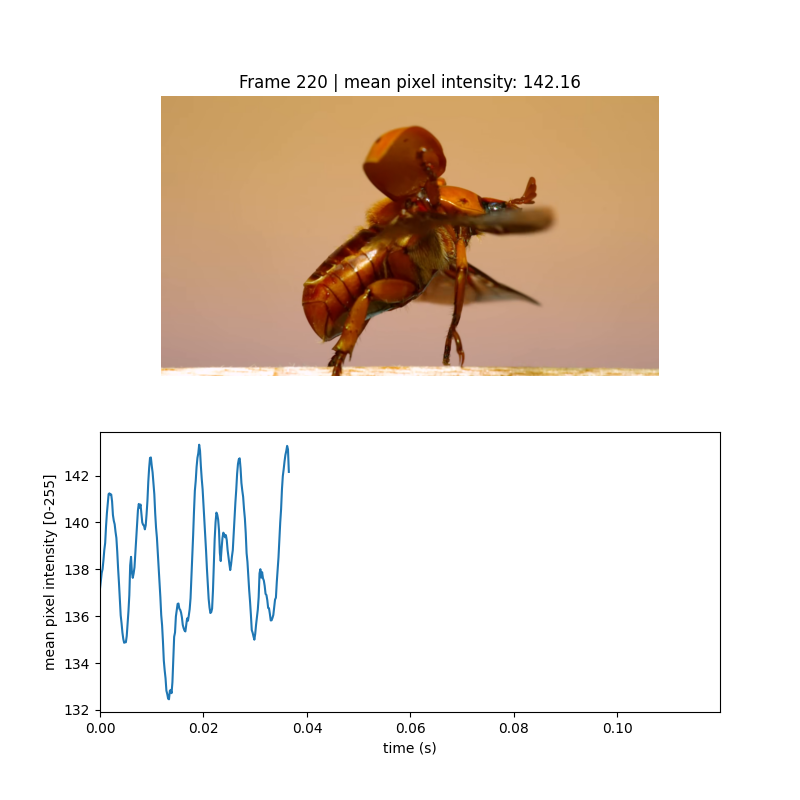 Frame 220 | mean pixel intensity: 142.16
mean pixel intensity [0-255]
142
140
138
136
134
132
0.00 0.02 0.04 0.06 0.08 0.10
time (s)